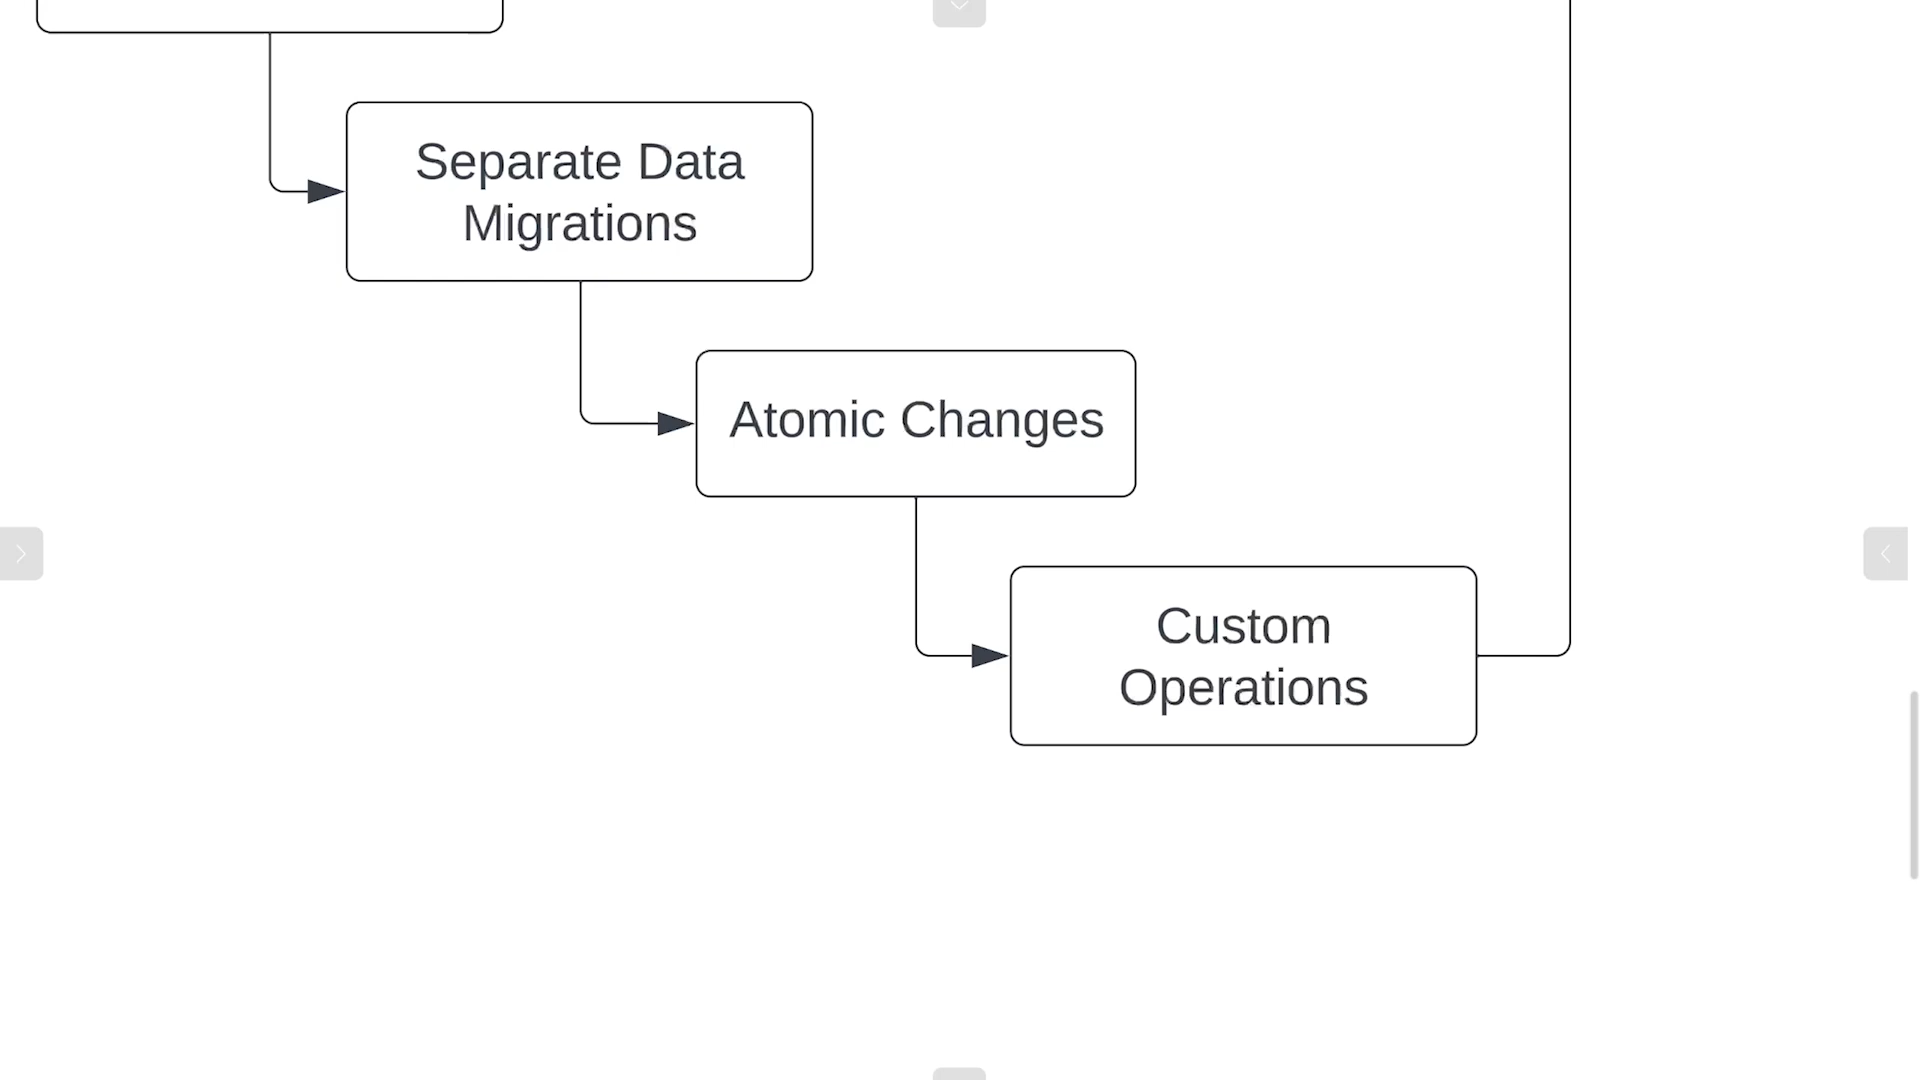 Separate Data
Migrations
Atomic Changes
Custom
Operations